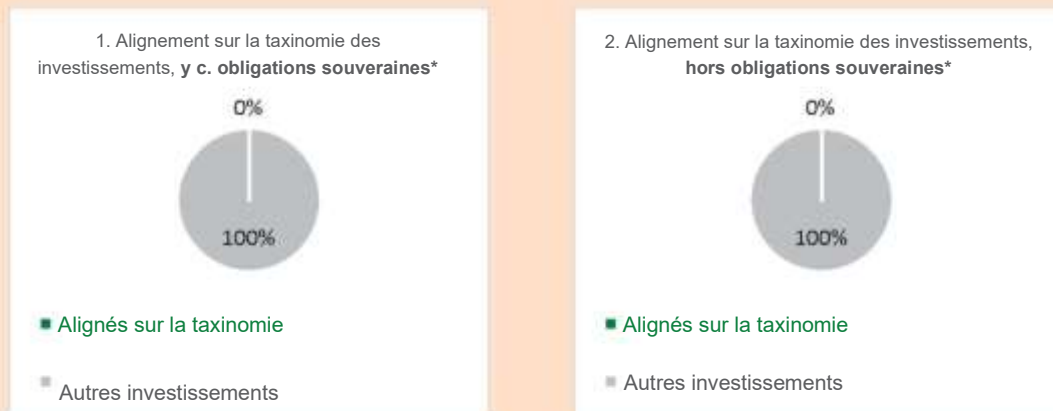 1. Alignement sur la taxinomie des
investissements, y c. obligations souveraines*
0%
100%
Alignés sur la taxinomie
Autres investissements
2. Alignement sur la taxinomie des investissements,
hors obligations souveraines*
0%
100%
Alignés sur la taxinomie
Autres investissements